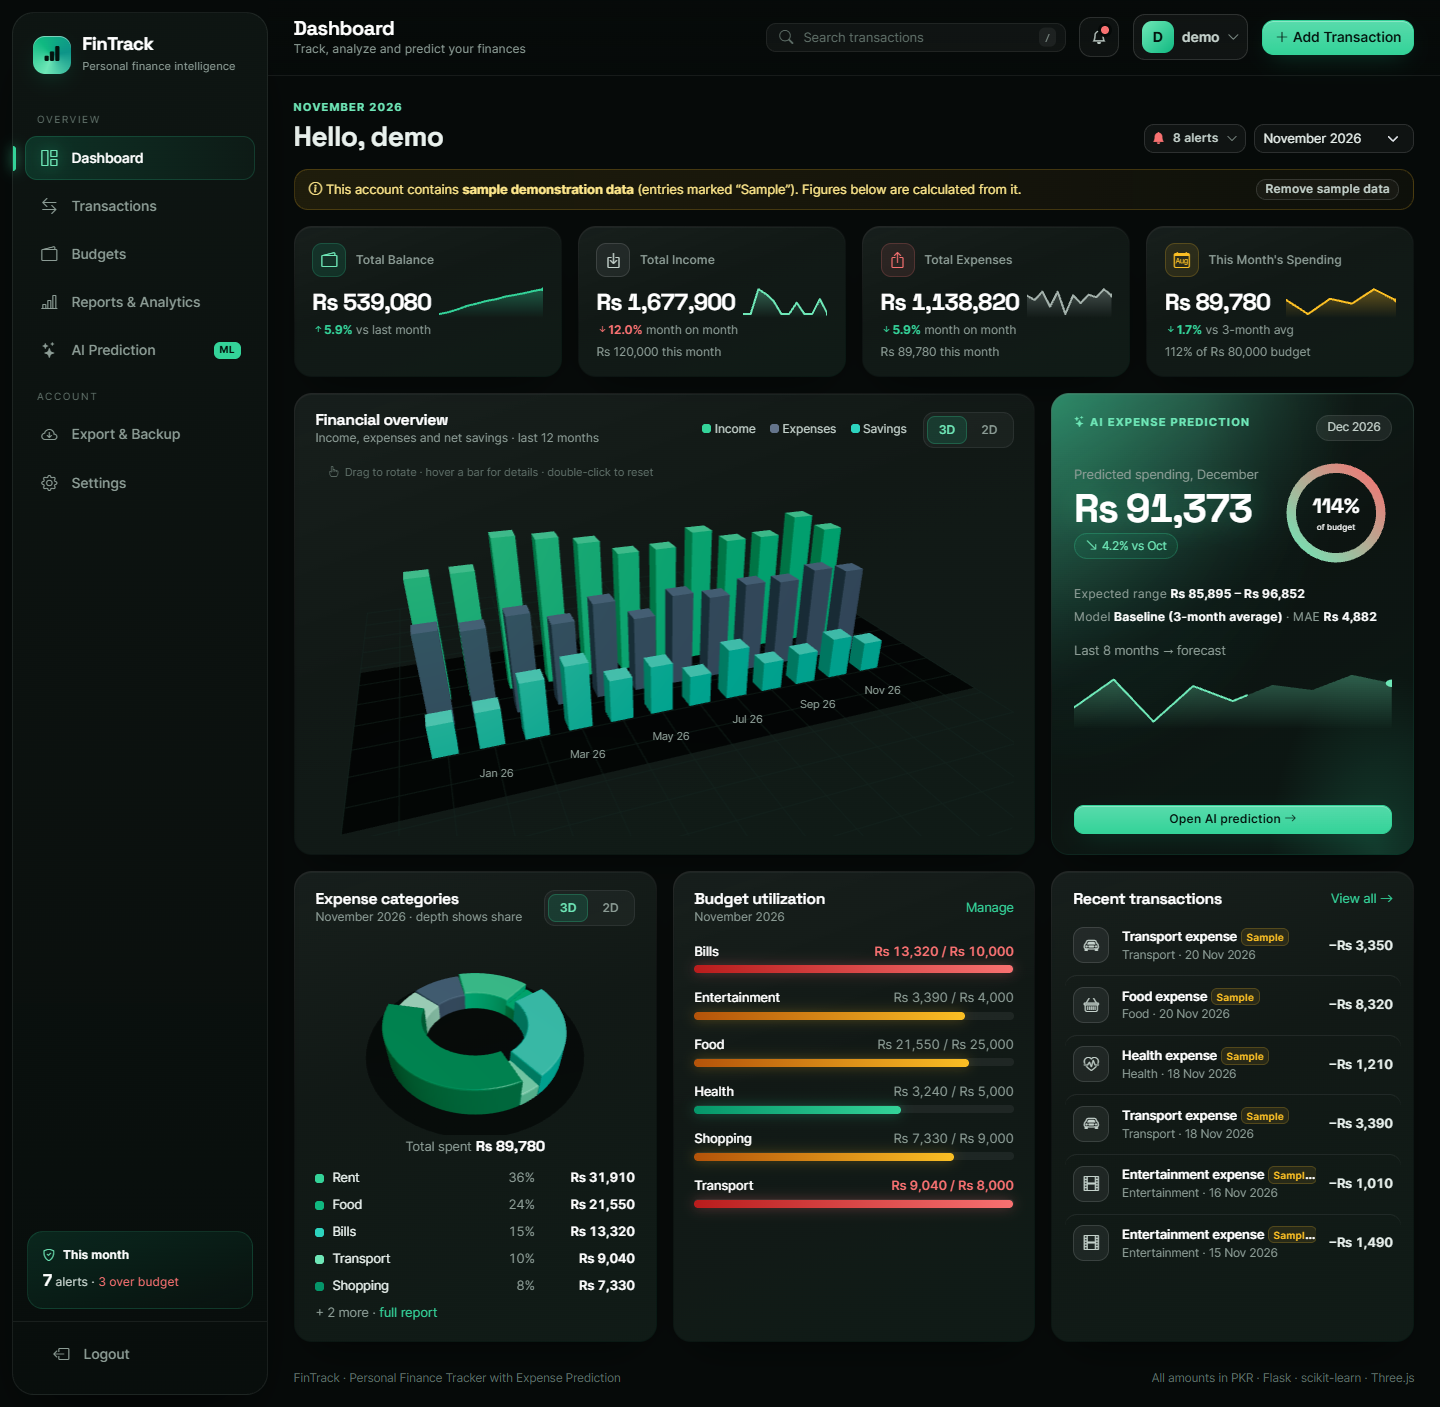 FinTrack
Personal finance intelligence
OVERVIEW
Dashboard
Transactions
Budgets
Reports & Analytics
AI Prediction ML
ACCOUNT
Export & Backup
Settings
This month
7 alerts · 3 over budget
Logout
Dashboard
Track, analyze and predict your finances
Search transactions /
D demo
+ Add Transaction
NOVEMBER 2026
Hello, demo
8 alerts
November 2026
This account contains sample demonstration data (entries marked “Sample”). Figures below are calculated from it.
Remove sample data
Total Balance
Rs 539,080
↑ 5.9% vs last month
Total Income
Rs 1,677,900
↓ 12.0% month on month
Rs 120,000 this month
Total Expenses
Rs 1,138,820
↓ 5.9% month on month
Rs 89,780 this month
Aug
This Month's Spending
Rs 89,780
↓ 1.7% vs 3-month avg
112% of Rs 80,000 budget
Financial overview
Income, expenses and net savings · last 12 months
Income Expenses Savings
3D 2D
Drag to rotate · hover a bar for details · double-click to reset
Jan 26
Mar 26
May 26
Jul 26
Sep 26
Nov 26
AI EXPENSE PREDICTION
Dec 2026
Predicted spending, December
Rs 91,373
4.2% vs Oct
114%
of budget
Expected range Rs 85,895 – Rs 96,852
Model Baseline (3-month average) · MAE Rs 4,882
Last 8 months → forecast
Open AI prediction →
Expense categories
November 2026 · depth shows share
3D 2D
Total spent Rs 89,780
Rent 36% Rs 31,910
Food 24% Rs 21,550
Bills 15% Rs 13,320
Transport 10% Rs 9,040
Shopping 8% Rs 7,330
+ 2 more · full report
Budget utilization
November 2026
Manage
Bills Rs 13,320 / Rs 10,000
Entertainment Rs 3,390 / Rs 4,000
Food Rs 21,550 / Rs 25,000
Health Rs 3,240 / Rs 5,000
Shopping Rs 7,330 / Rs 9,000
Transport Rs 9,040 / Rs 8,000
Recent transactions
View all →
Transport expense Sample
Transport · 20 Nov 2026
−Rs 3,350
Food expense Sample
Food · 20 Nov 2026
−Rs 8,320
Health expense Sample
Health · 18 Nov 2026
−Rs 1,210
Transport expense Sample
Transport · 18 Nov 2026
−Rs 3,390
Entertainment expense Sampl...
Entertainment · 16 Nov 2026
−Rs 1,010
Entertainment expense Sampl...
Entertainment · 15 Nov 2026
−Rs 1,490
FinTrack · Personal Finance Tracker with Expense Prediction
All amounts in PKR · Flask · scikit-learn · Three.js